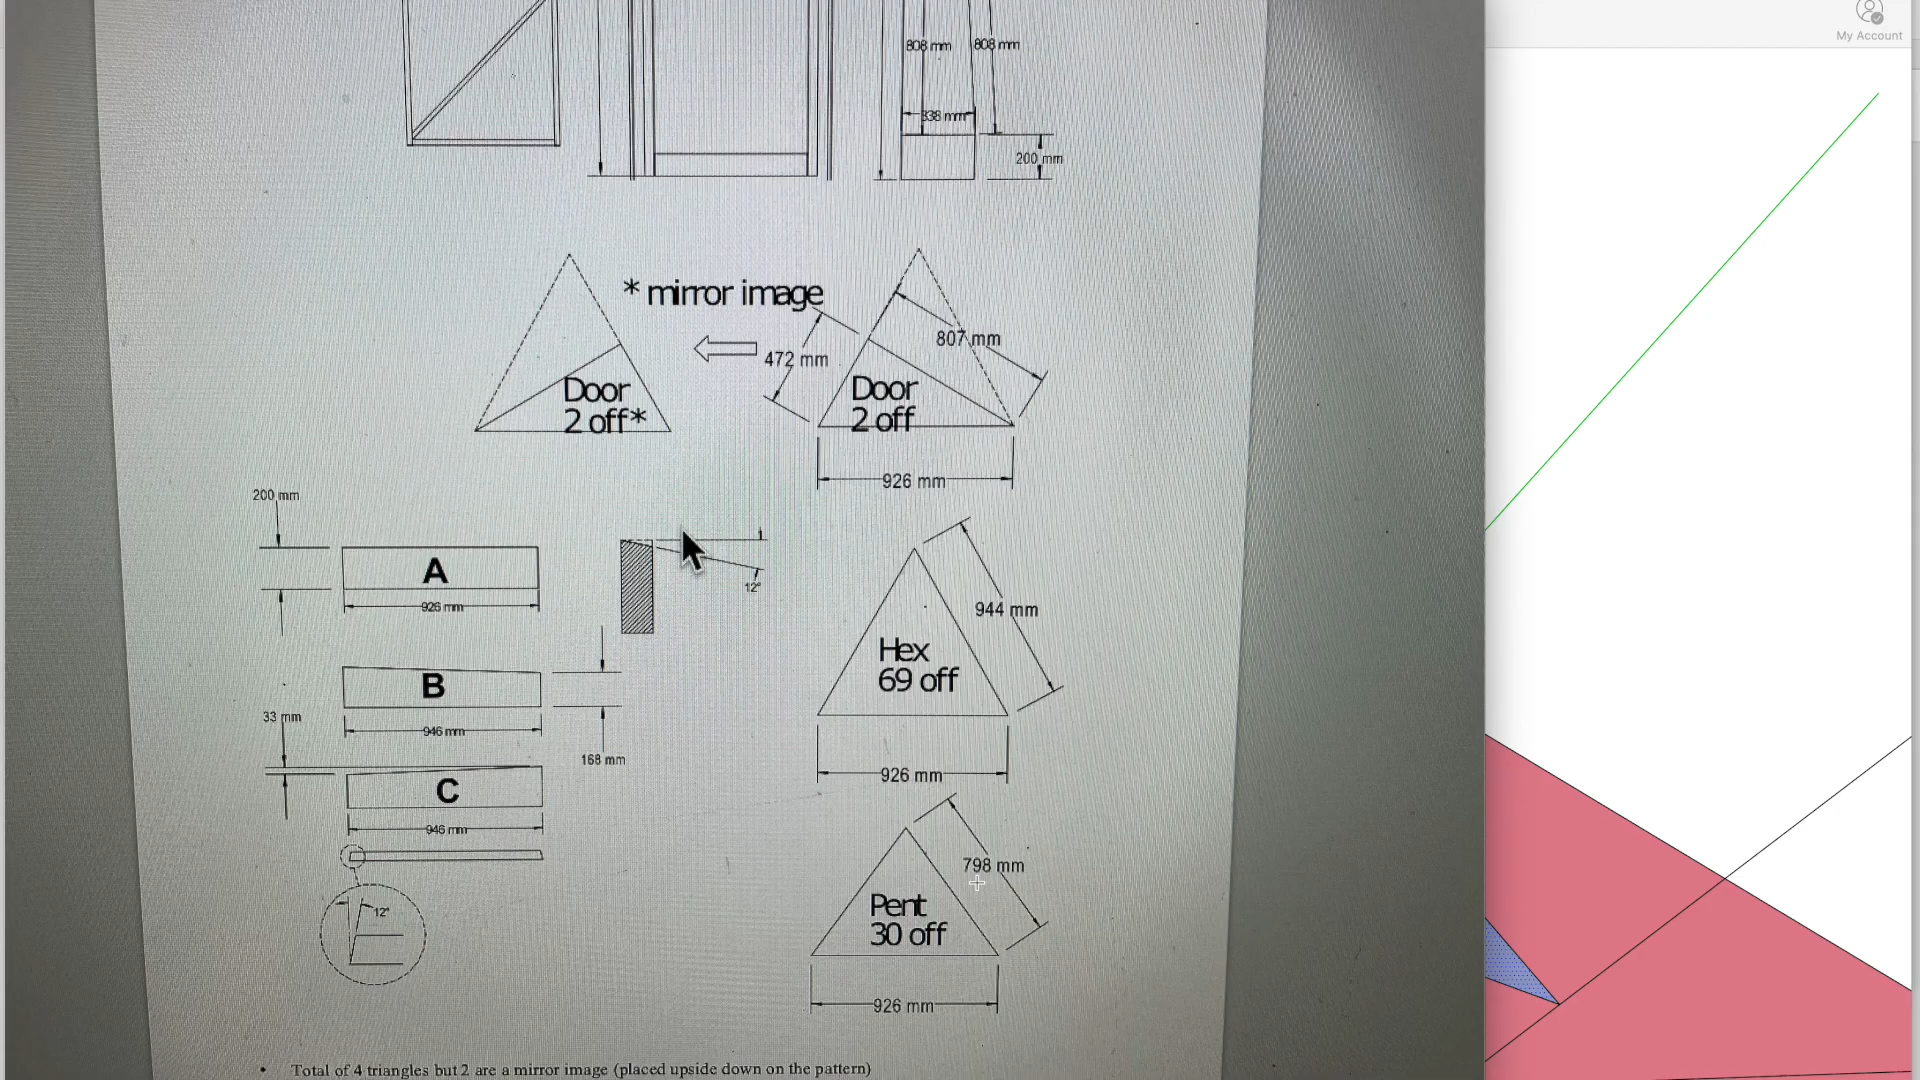 My Account
808 mm
808 mm
338 mm
200 mm
* mirror image
807 mm
472 mm
Door
2 off*
Door
2 off
926 mm
200 mm
A
926 mm
12°
944 mm
Hex
69 off
B
946 mm
33 mm
168 mm
926 mm
C
946 mm
798 mm
Pent
30 off
12°
926 mm
• Total of 4 triangles but 2 are a mirror image (placed upside down on the pattern)